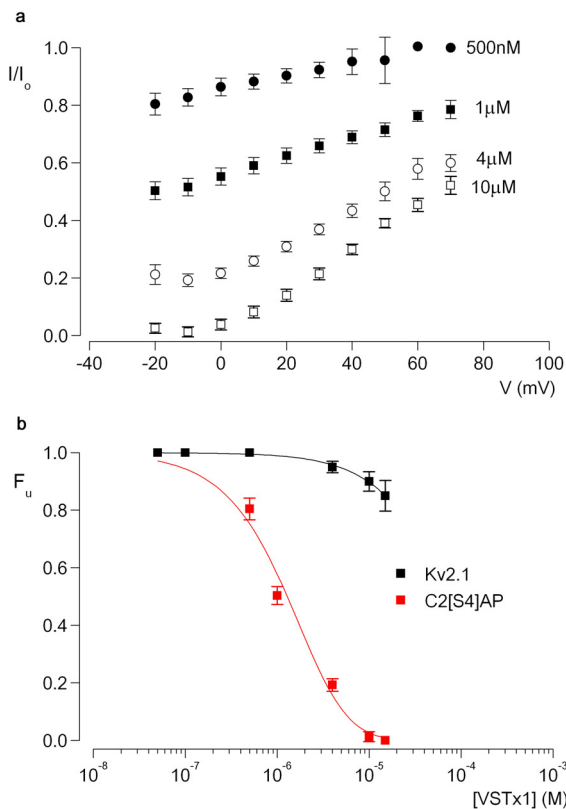 a
I/Io
1.0
0.8
0.6
0.4
0.2
0.0
500nM
1μM
4μM
10μM
-40 -20 0 20 40 60 80 100
V (mV)
b
Fu
1.0
0.8
0.6
0.4
0.2
0.0
Kv2.1
C2[S4]AP
10-8 10-7 10-6 10-5 10-4 10-3
[VSTx1] (M)